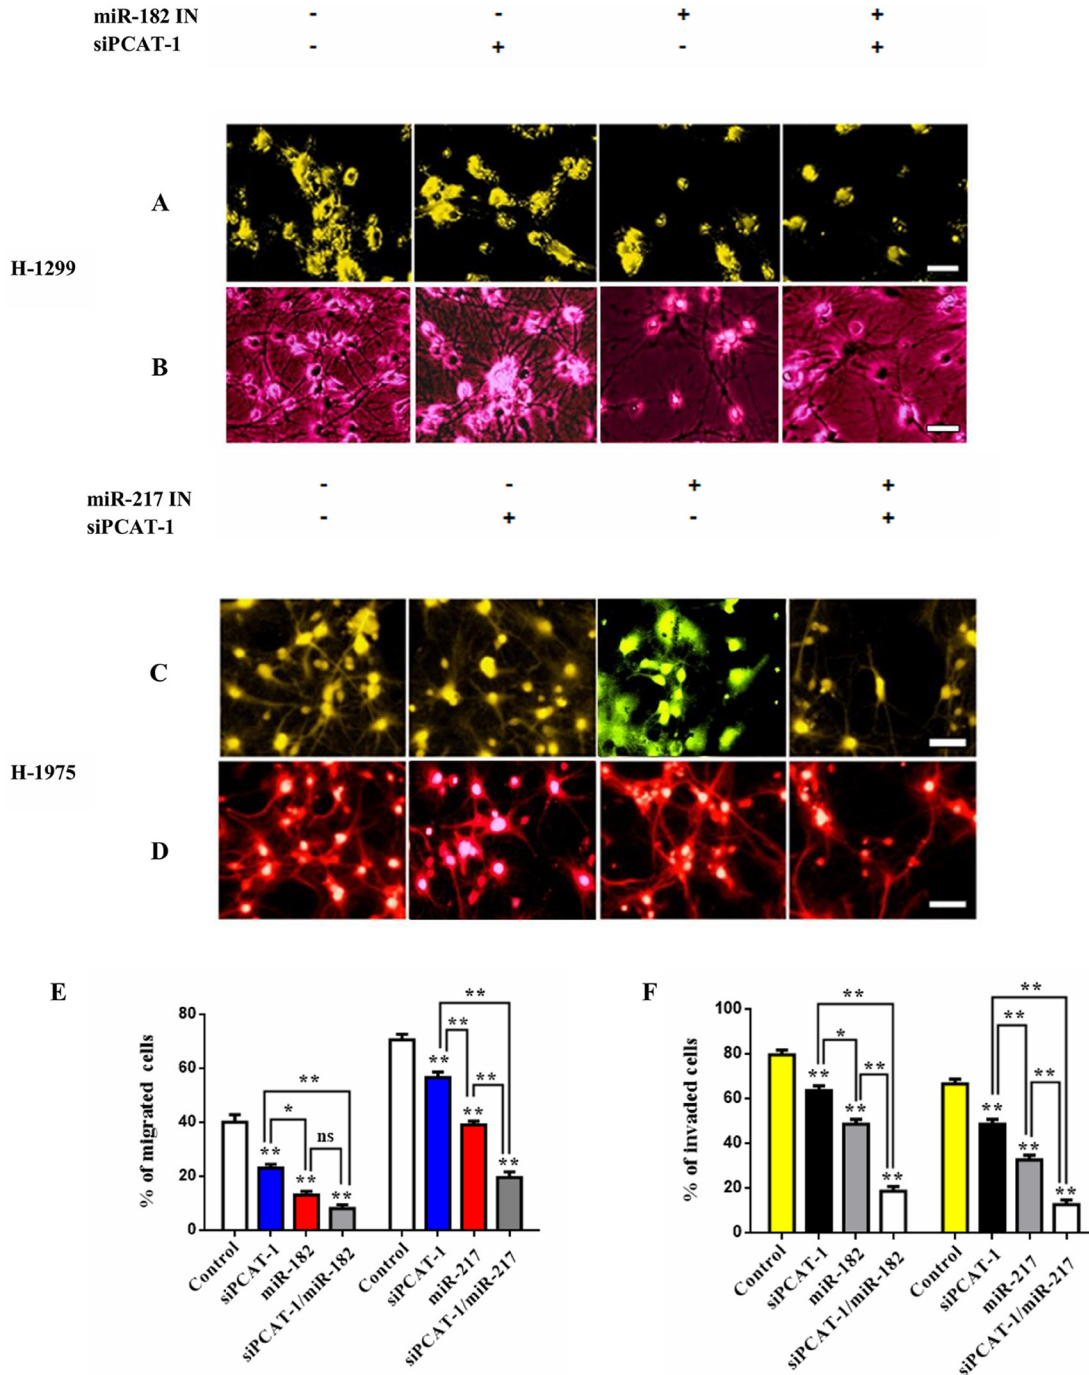 miR-182 IN - - + +
siPCAT-1 - + - +
A
H-1299
B
miR-217 IN - - + +
siPCAT-1 - + - +
C
H-1975
D
E
% of migrated cells
80
60
40
20
0
** ** **
* ns **
** ** **
** ** **
Control siPCAT-1 miR-182 siPCAT-1/miR-182 Control siPCAT-1 miR-217 siPCAT-1/miR-217
F
% of invaded cells
100
80
60
40
20
0
** ** **
* ** **
** ** **
** ** **
Control siPCAT-1 miR-182 siPCAT-1/miR-182 Control siPCAT-1 miR-217 siPCAT-1/miR-217